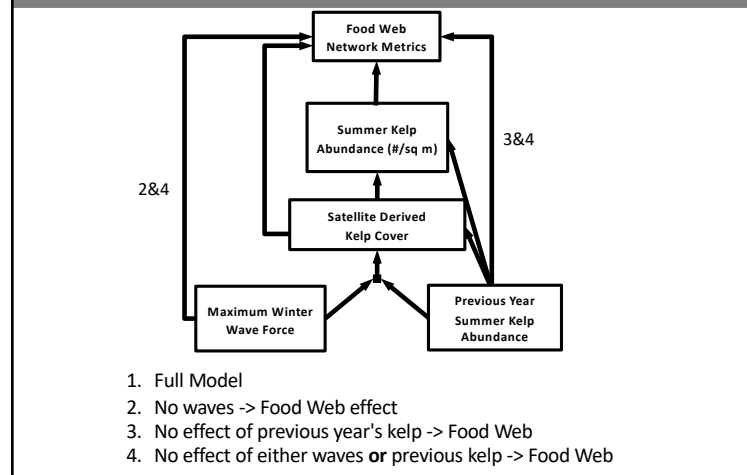 Food Web
Network Metrics
Summer Kelp
Abundance (#/sq m)
3&4
2&4
Satellite Derived
Kelp Cover
Maximum Winter
Wave Force
Previous Year
Summer Kelp
Abundance
1. Full Model
2. No waves -> Food Web effect
3. No effect of previous year's kelp -> Food Web
4. No effect of either waves or previous kelp -> Food Web